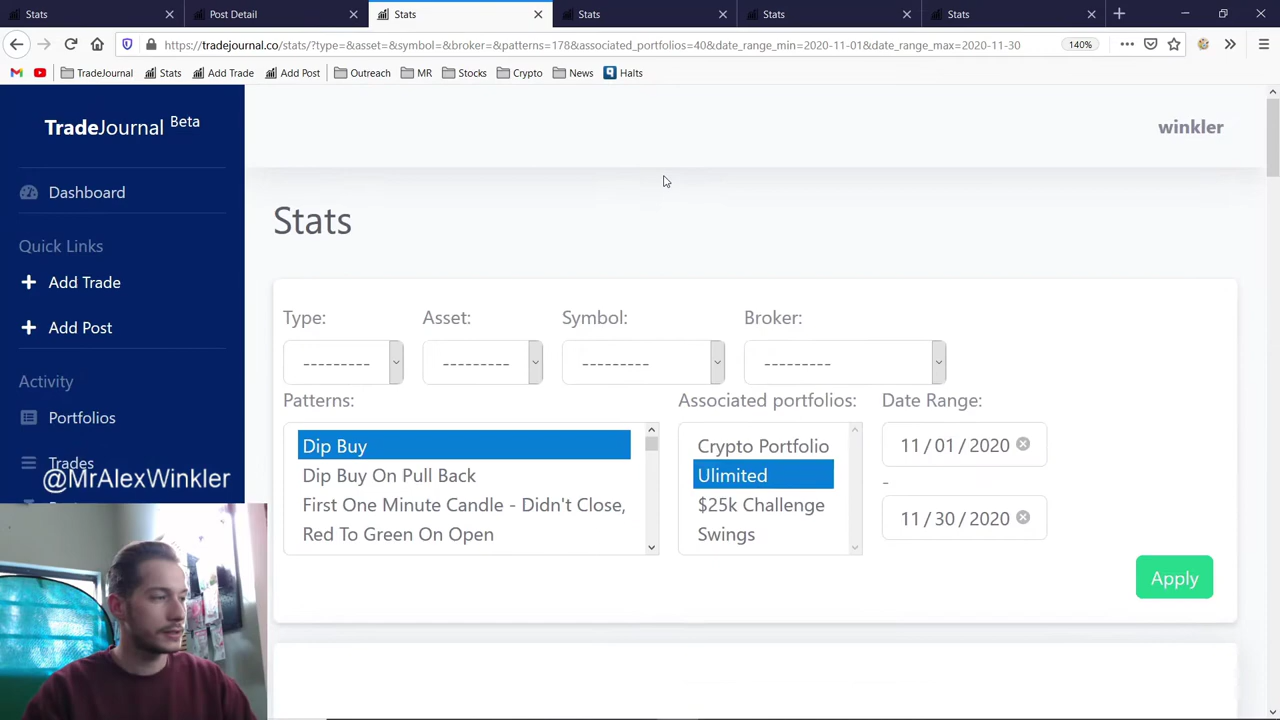 Stats
Post Detail
Stats
Stats
Stats
Stats
https://tradejournal.co/stats/?type=&asset=&symbol=&broker=&patterns=178&associated_portfolios=40&date_range_min=2020-11-01&date_range_max=2020-11-30
140%
TradeJournal
Stats
Add Trade
Add Post
Outreach
MR
Stocks
Crypto
News
Halts
TradeJournal Beta
winkler
Dashboard
Stats
Quick Links
Add Trade
Add Post
Type:
Asset:
Symbol:
Broker:
---------
---------
---------
---------
Activity
Portfolios
Trades
@MrAlexWinkler
Patterns:
Associated portfolios:
Date Range:
Dip Buy
Dip Buy On Pull Back
First One Minute Candle - Didn't Close,
Red To Green On Open
Crypto Portfolio
Ulimited
$25k Challenge
Swings
11 / 01 / 2020
-
11 / 30 / 2020
Apply